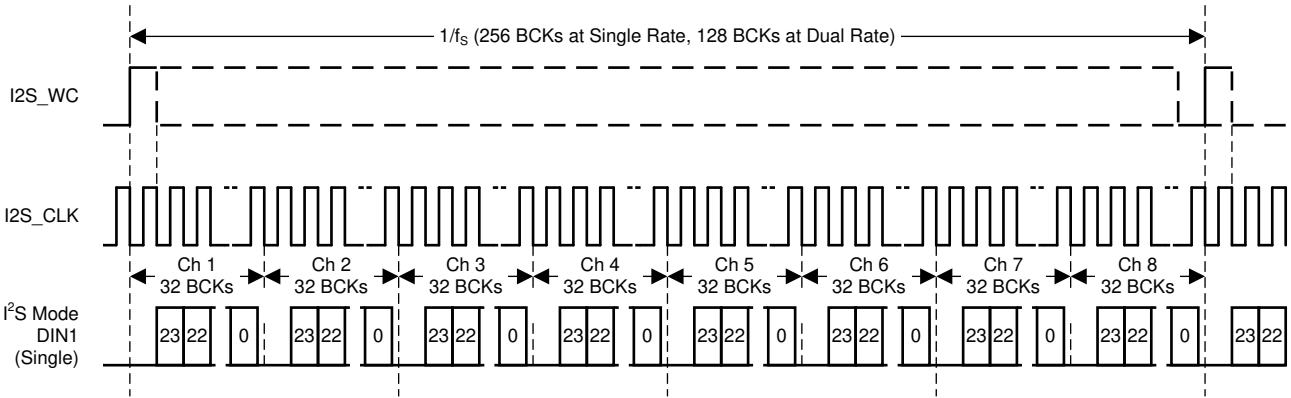 1/fS (256 BCKs at Single Rate, 128 BCKs at Dual Rate)
I2S_WC
I2S_CLK
Ch 1 Ch 2 Ch 3 Ch 4 Ch 5 Ch 6 Ch 7 Ch 8
32 BCKs 32 BCKs 32 BCKs 32 BCKs 32 BCKs 32 BCKs 32 BCKs 32 BCKs
I²S Mode
DIN1 23 22 0 23 22 0 23 22 0 23 22 0 23 22 0 23 22 0 23 22 0 23 22 0 23 22
(Single)